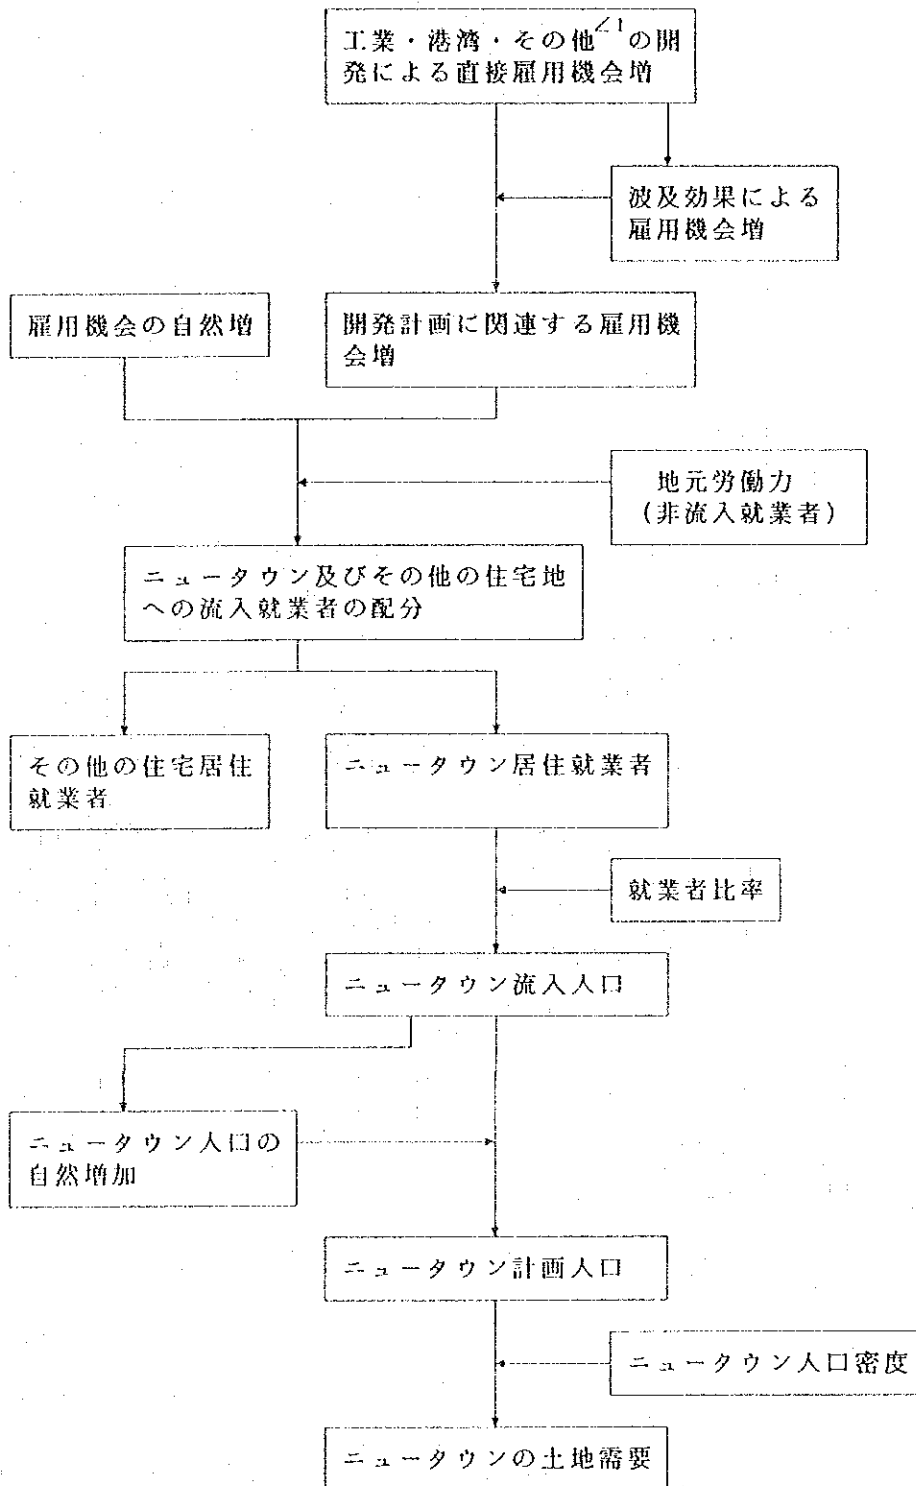 工業・港湾・その他∠1の開
発による直接雇用機会増
波及効果による
雇用機会増
雇用機会の自然増
開発計画に関連する雇用機
会増
地元労働力
(非流入就業者)
ニュータウン及びその他の住宅地
への流入就業者の配分
その他の住宅居住
就業者
ニュータウン居住就業者
就業者比率
ニュータウン流入人口
ニュータウン人口の
自然増加
ニュータウン計画人口
ニュータウン人口密度
ニュータウンの土地需要